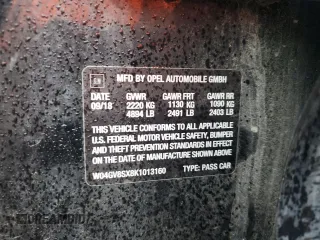 GM MFD BY OPEL AUTOMOBILE GMBH
DATE GVWR GAWR FRT GAWR RR
09/18 2220 KG 1130 KG 1090 KG
4894 LB 2491 LB 2403 LB
THIS VEHICLE CONFORMS TO ALL APPLICABLE
U.S. FEDERAL MOTOR VEHICLE SAFETY, BUMPER
AND THEFT PREVENTION STANDARDS IN EFFECT
ON THE DATE OF MANUFACTURE SHOWN ABOVE.
W04GV8SX8K1013160 TYPE: PASS CAR